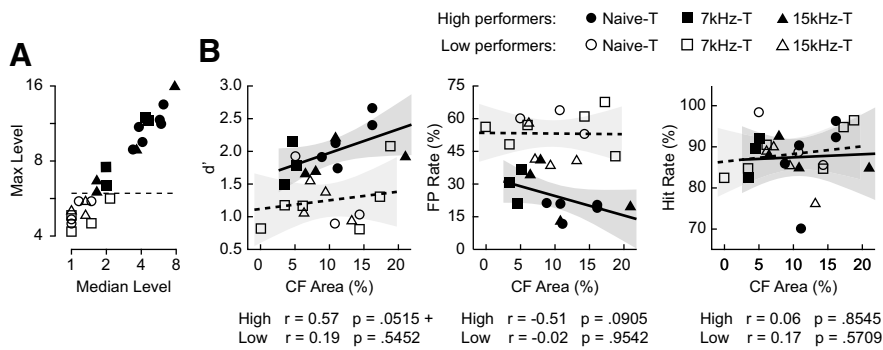 High performers: Naive-T 7kHz-T 15kHz-T
Low performers: Naive-T 7kHz-T 15kHz-T
A
Max Level
16
8
4
1 2 4 8
Median Level
B
d'
3.0
2.5
2.0
1.5
1.0
0.5
0 5 10 15 20
CF Area (%)
High r = 0.57 p = .0515 +
Low r = 0.19 p = .5452
FP Rate (%)
75
60
45
30
15
0
0 5 10 15 20
CF Area (%)
High r = -0.51 p = .0905
Low r = -0.02 p = .9542
Hit Rate (%)
100
90
80
70
0 5 10 15 20
CF Area (%)
High r = 0.06 p = .8545
Low r = 0.17 p = .5709